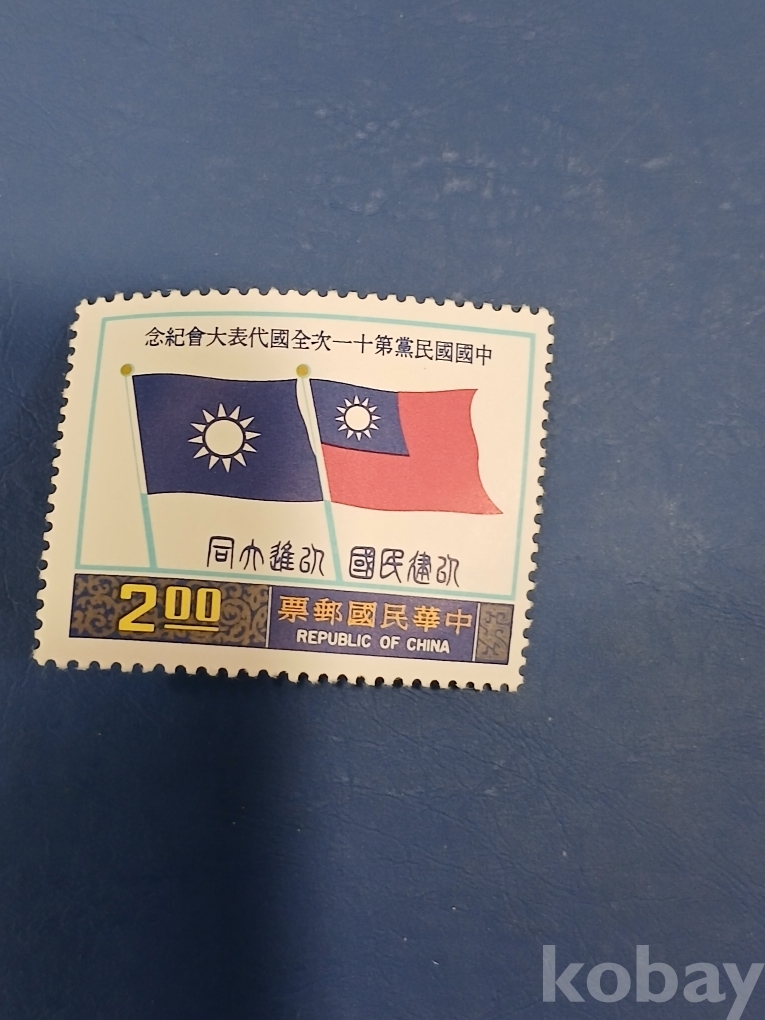 中國國民黨第十一次全國代表大會紀念
以建民國 以進大同
2.00
中華民國郵票
REPUBLIC OF CHINA
kobay